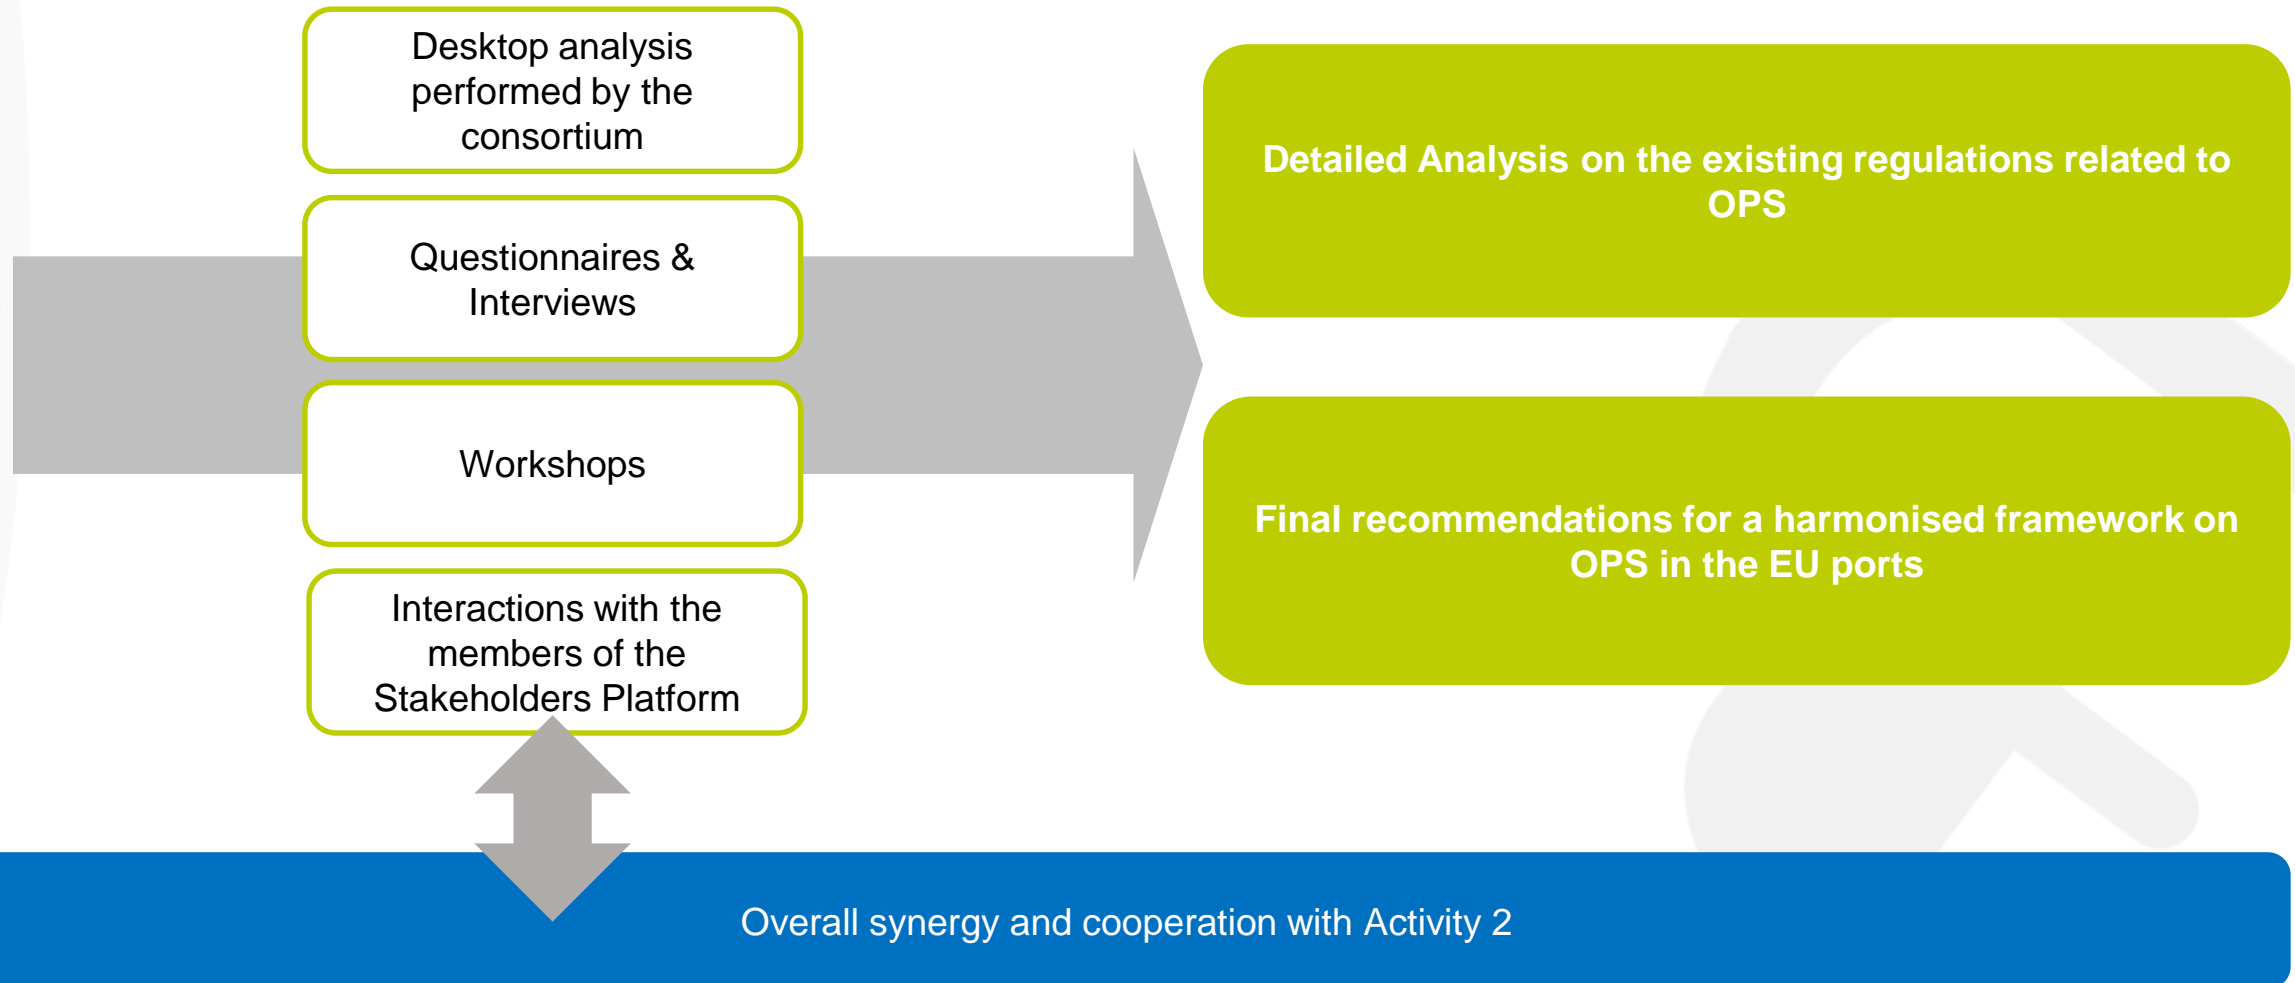 Desktop analysis
performed by the
consortium
Questionnaires &
Interviews
Workshops
Interactions with the
members of the
Stakeholders Platform
Detailed Analysis on the existing regulations related to
OPS
Final recommendations for a harmonised framework on
OPS in the EU ports
Overall synergy and cooperation with Activity 2